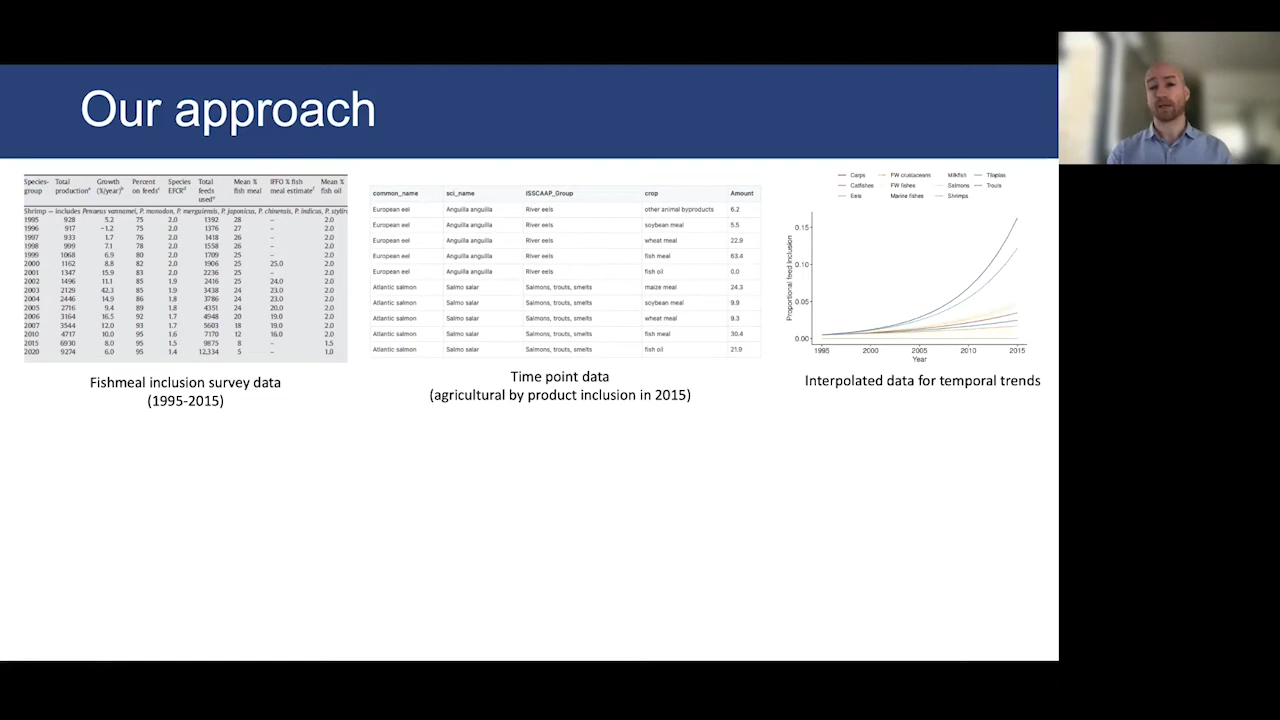 Our approach
Species- Total Growth Percent Species Total Mean % IFFO % fish Mean %
group productionᵃ (%/year)ᵇ on feedsᶜ EFCRᵈ feeds fish meal meal estimateᶠ fish oil
usedᵉ
Shrimp — includes Penaeus vannamei, P. monodon, P. merguiensis, P. japonicus, P. chinensis, P. indicus, P. styliro
1995 928 5.2 75 2.0 1392 28 – 2.0
1996 917 −1.2 75 2.0 1376 27 – 2.0
1997 933 1.7 76 2.0 1418 26 – 2.0
1998 999 7.1 78 2.0 1558 26 – 2.0
1999 1068 6.9 80 2.0 1709 25 – 2.0
2000 1162 8.8 82 2.0 1906 25 25.0 2.0
2001 1347 15.9 83 2.0 2236 25 – 2.0
2002 1496 11.1 85 1.9 2416 26 24.0 2.0
2003 2129 42.3 85 1.9 3438 24 23.0 2.0
2004 2446 14.9 86 1.8 3786 24 23.0 2.0
2005 2716 9.4 89 1.8 4351 24 20.0 2.0
2006 3164 16.5 92 1.7 4948 20 19.0 2.0
2007 3544 12.0 93 1.7 5603 18 19.0 2.0
2010 4717 10.0 95 1.6 7170 12 16.0 2.0
2015 6930 8.0 95 1.5 9875 8 – 1.5
2020 9274 6.0 95 1.4 12,334 5 – 1.0
Fishmeal inclusion survey data
(1995-2015)
common_name sci_name ISSCAAP_Group crop Amount
European eel Anguilla anguilla River eels other animal byproducts 6.2
European eel Anguilla anguilla River eels soybean meal 5.5
European eel Anguilla anguilla River eels wheat meal 22.9
European eel Anguilla anguilla River eels fish meal 63.4
European eel Anguilla anguilla River eels fish oil 0.0
Atlantic salmon Salmo salar Salmons, trouts, smelts maize meal 24.3
Atlantic salmon Salmo salar Salmons, trouts, smelts soybean meal 9.9
Atlantic salmon Salmo salar Salmons, trouts, smelts wheat meal 9.3
Atlantic salmon Salmo salar Salmons, trouts, smelts fish meal 30.4
Atlantic salmon Salmo salar Salmons, trouts, smelts fish oil 21.9
Time point data
(agricultural by product inclusion in 2015)
Carps FW crustaceans Milkfish Tilapias
Catfishes FW fishes Salmons Trouts
Eels Marine fishes Shrimps
Proportional feed inclusion
0.15
0.10
0.05
0.00
1995 2000 2005 2010 2015
Year
Interpolated data for temporal trends